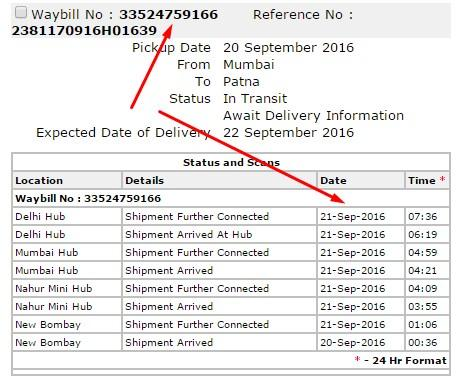 Waybill No : 33524759166 Reference No :
2381170916H01639
Pickup Date 20 September 2016
From Mumbai
To Patna
Status In Transit
Await Delivery Information
Expected Date of Delivery 22 September 2016
Status and Scans
Location Details Date Time *
Waybill No : 33524759166
Delhi Hub Shipment Further Connected 21-Sep-2016 07:36
Delhi Hub Shipment Arrived At Hub 21-Sep-2016 06:19
Mumbai Hub Shipment Further Connected 21-Sep-2016 04:59
Mumbai Hub Shipment Arrived 21-Sep-2016 04:21
Nahur Mini Hub Shipment Further Connected 21-Sep-2016 04:09
Nahur Mini Hub Shipment Arrived 21-Sep-2016 03:55
New Bombay Shipment Further Connected 21-Sep-2016 01:06
New Bombay Shipment Arrived 20-Sep-2016 00:36
* - 24 Hr Format